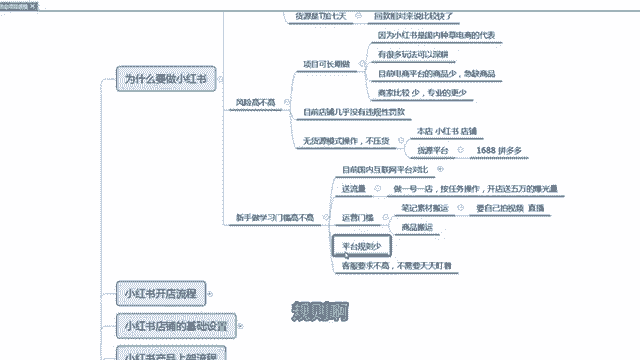 货源是T加七天
回款相对来说比较快了
为什么要做小红书
风险高不高
项目可长期做
因为小红书是国内种草电商的代表
有很多玩法可以深耕
目前电商平台的商品少，急缺商品
商家比较 少，专业的更少
目前店铺几乎没有违规性罚款
无货源模式操作，不压货
本店 小红书 店铺
货源平台
1688 拼多多
新手做学习门槛高不高
目前国内互联网平台对比
送流量
做一号一店，按任务操作，开店送五万的曝光量
运营门槛
笔记素材搬运
要自己拍视频 直播
商品搬运
平台规则少
客服要求不高，不需要天天盯着
小红书开店流程
小红书店铺的基础设置
小红书产品上架流程
规则啊